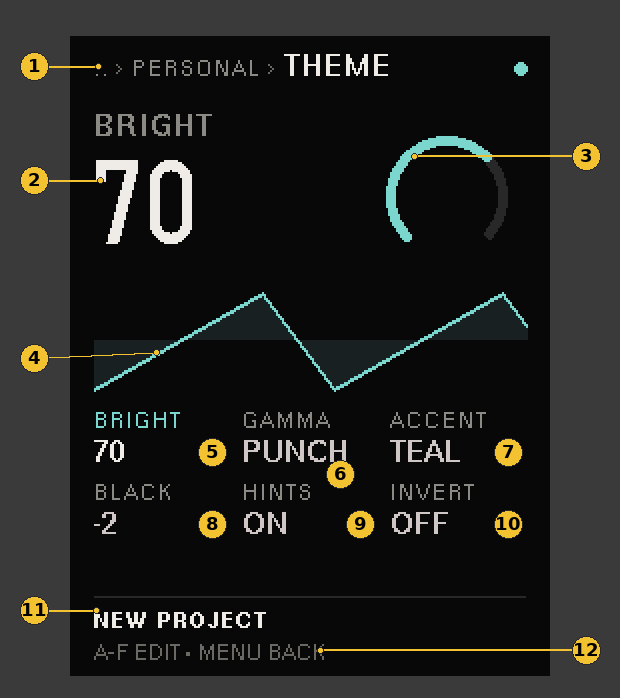 1 .. > PERSONAL > THEME
BRIGHT
2 70 3
4
BRIGHT GAMMA ACCENT
70 5 PUNCH 6 TEAL 7
BLACK HINTS INVERT
-2 8 ON 9 OFF 10
11 NEW PROJECT
A-F EDIT · MENU BACK 12